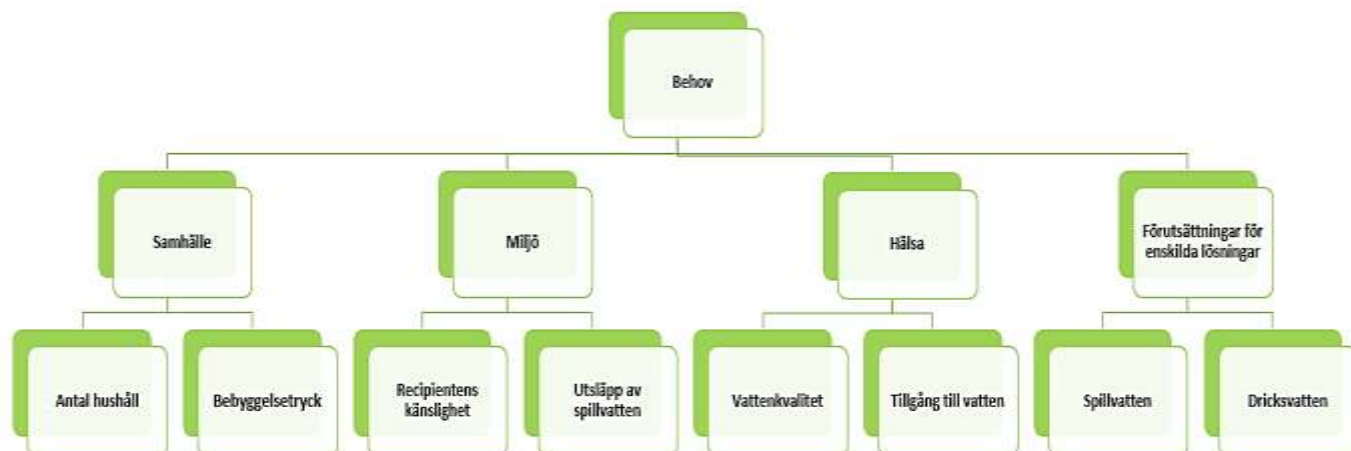 Behov
Samhälle
Miljö
Hälsa
Förutsättningar för
enskilda lösningar
Antal hushåll
Bebyggelsetryck
Recipientens
känslighet
Utsläpp av
spillvatten
Vattenkvalitet
Tillgång till vatten
Spillvatten
Dricksvatten